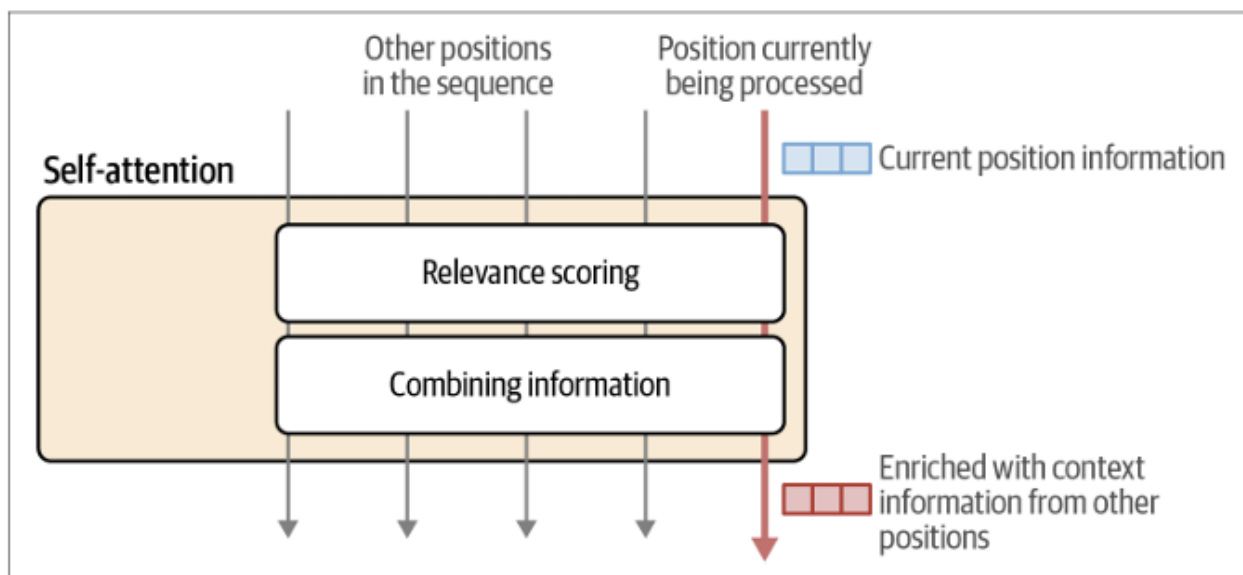 Other positions
in the sequence
Position currently
being processed
Current position information
Self-attention
Relevance scoring
Combining information
Enriched with context
information from other
positions